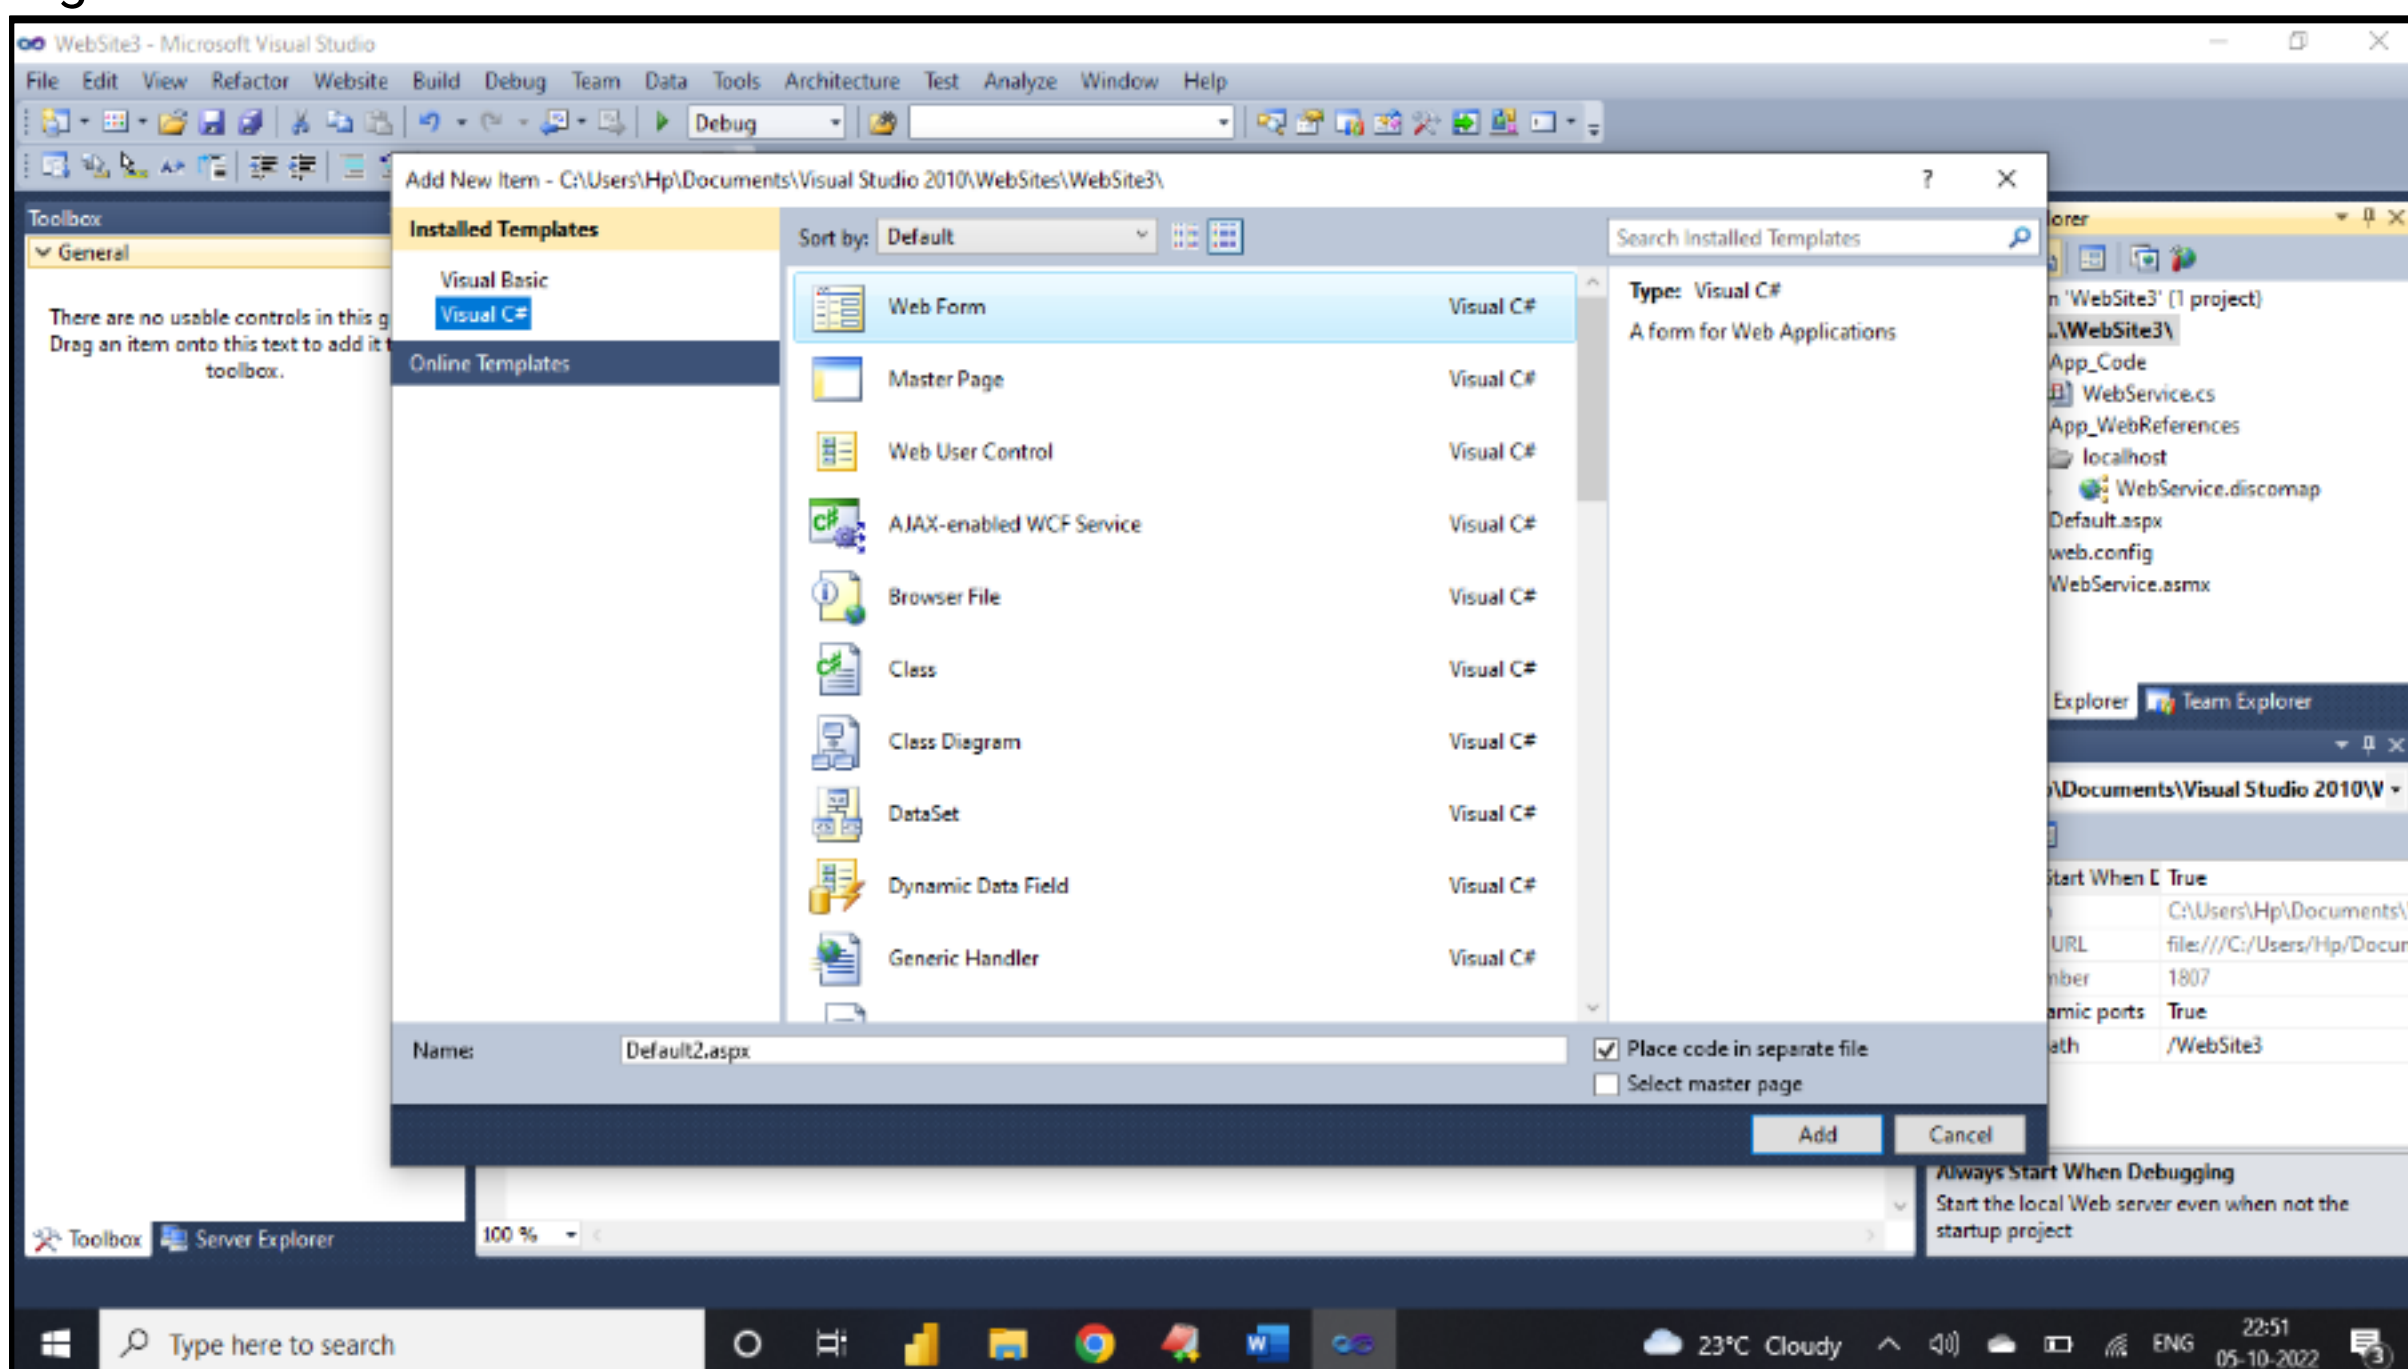 WebSite3 - Microsoft Visual Studio
File Edit View Refactor Website Build Debug Team Data Tools Architecture Test Analyze Window Help
Debug
Add New Item - C:\Users\Hp\Documents\Visual Studio 2010\WebSites\WebSite3\
Toolbox
General
There are no usable controls in this g
Drag an item onto this text to add it t
toolbox.
Installed Templates
Visual Basic
Visual C#
Online Templates
Sort by: Default
Search Installed Templates
Web Form Visual C#
Master Page Visual C#
Web User Control Visual C#
AJAX-enabled WCF Service Visual C#
Browser File Visual C#
Class Visual C#
Class Diagram Visual C#
DataSet Visual C#
Dynamic Data Field Visual C#
Generic Handler Visual C#
Type: Visual C#
A form for Web Applications
Name: Default2.aspx
Place code in separate file
Select master page
Add Cancel
orer
n 'WebSite3' (1 project)
..\WebSite3\
App_Code
WebService.cs
App_WebReferences
localhost
WebService.discomap
Default.aspx
web.config
WebService.asmx
Explorer Team Explorer
\Documents\Visual Studio 2010\W
Start When D True
C:\Users\Hp\Documents\
URL file:///C:/Users/Hp/Docur
mber 1807
amic ports True
ath /WebSite3
Always Start When Debugging
Start the local Web server even when not the
startup project
Toolbox Server Explorer
100 %
Type here to search
23°C Cloudy
ENG
22:51
05-10-2022
3